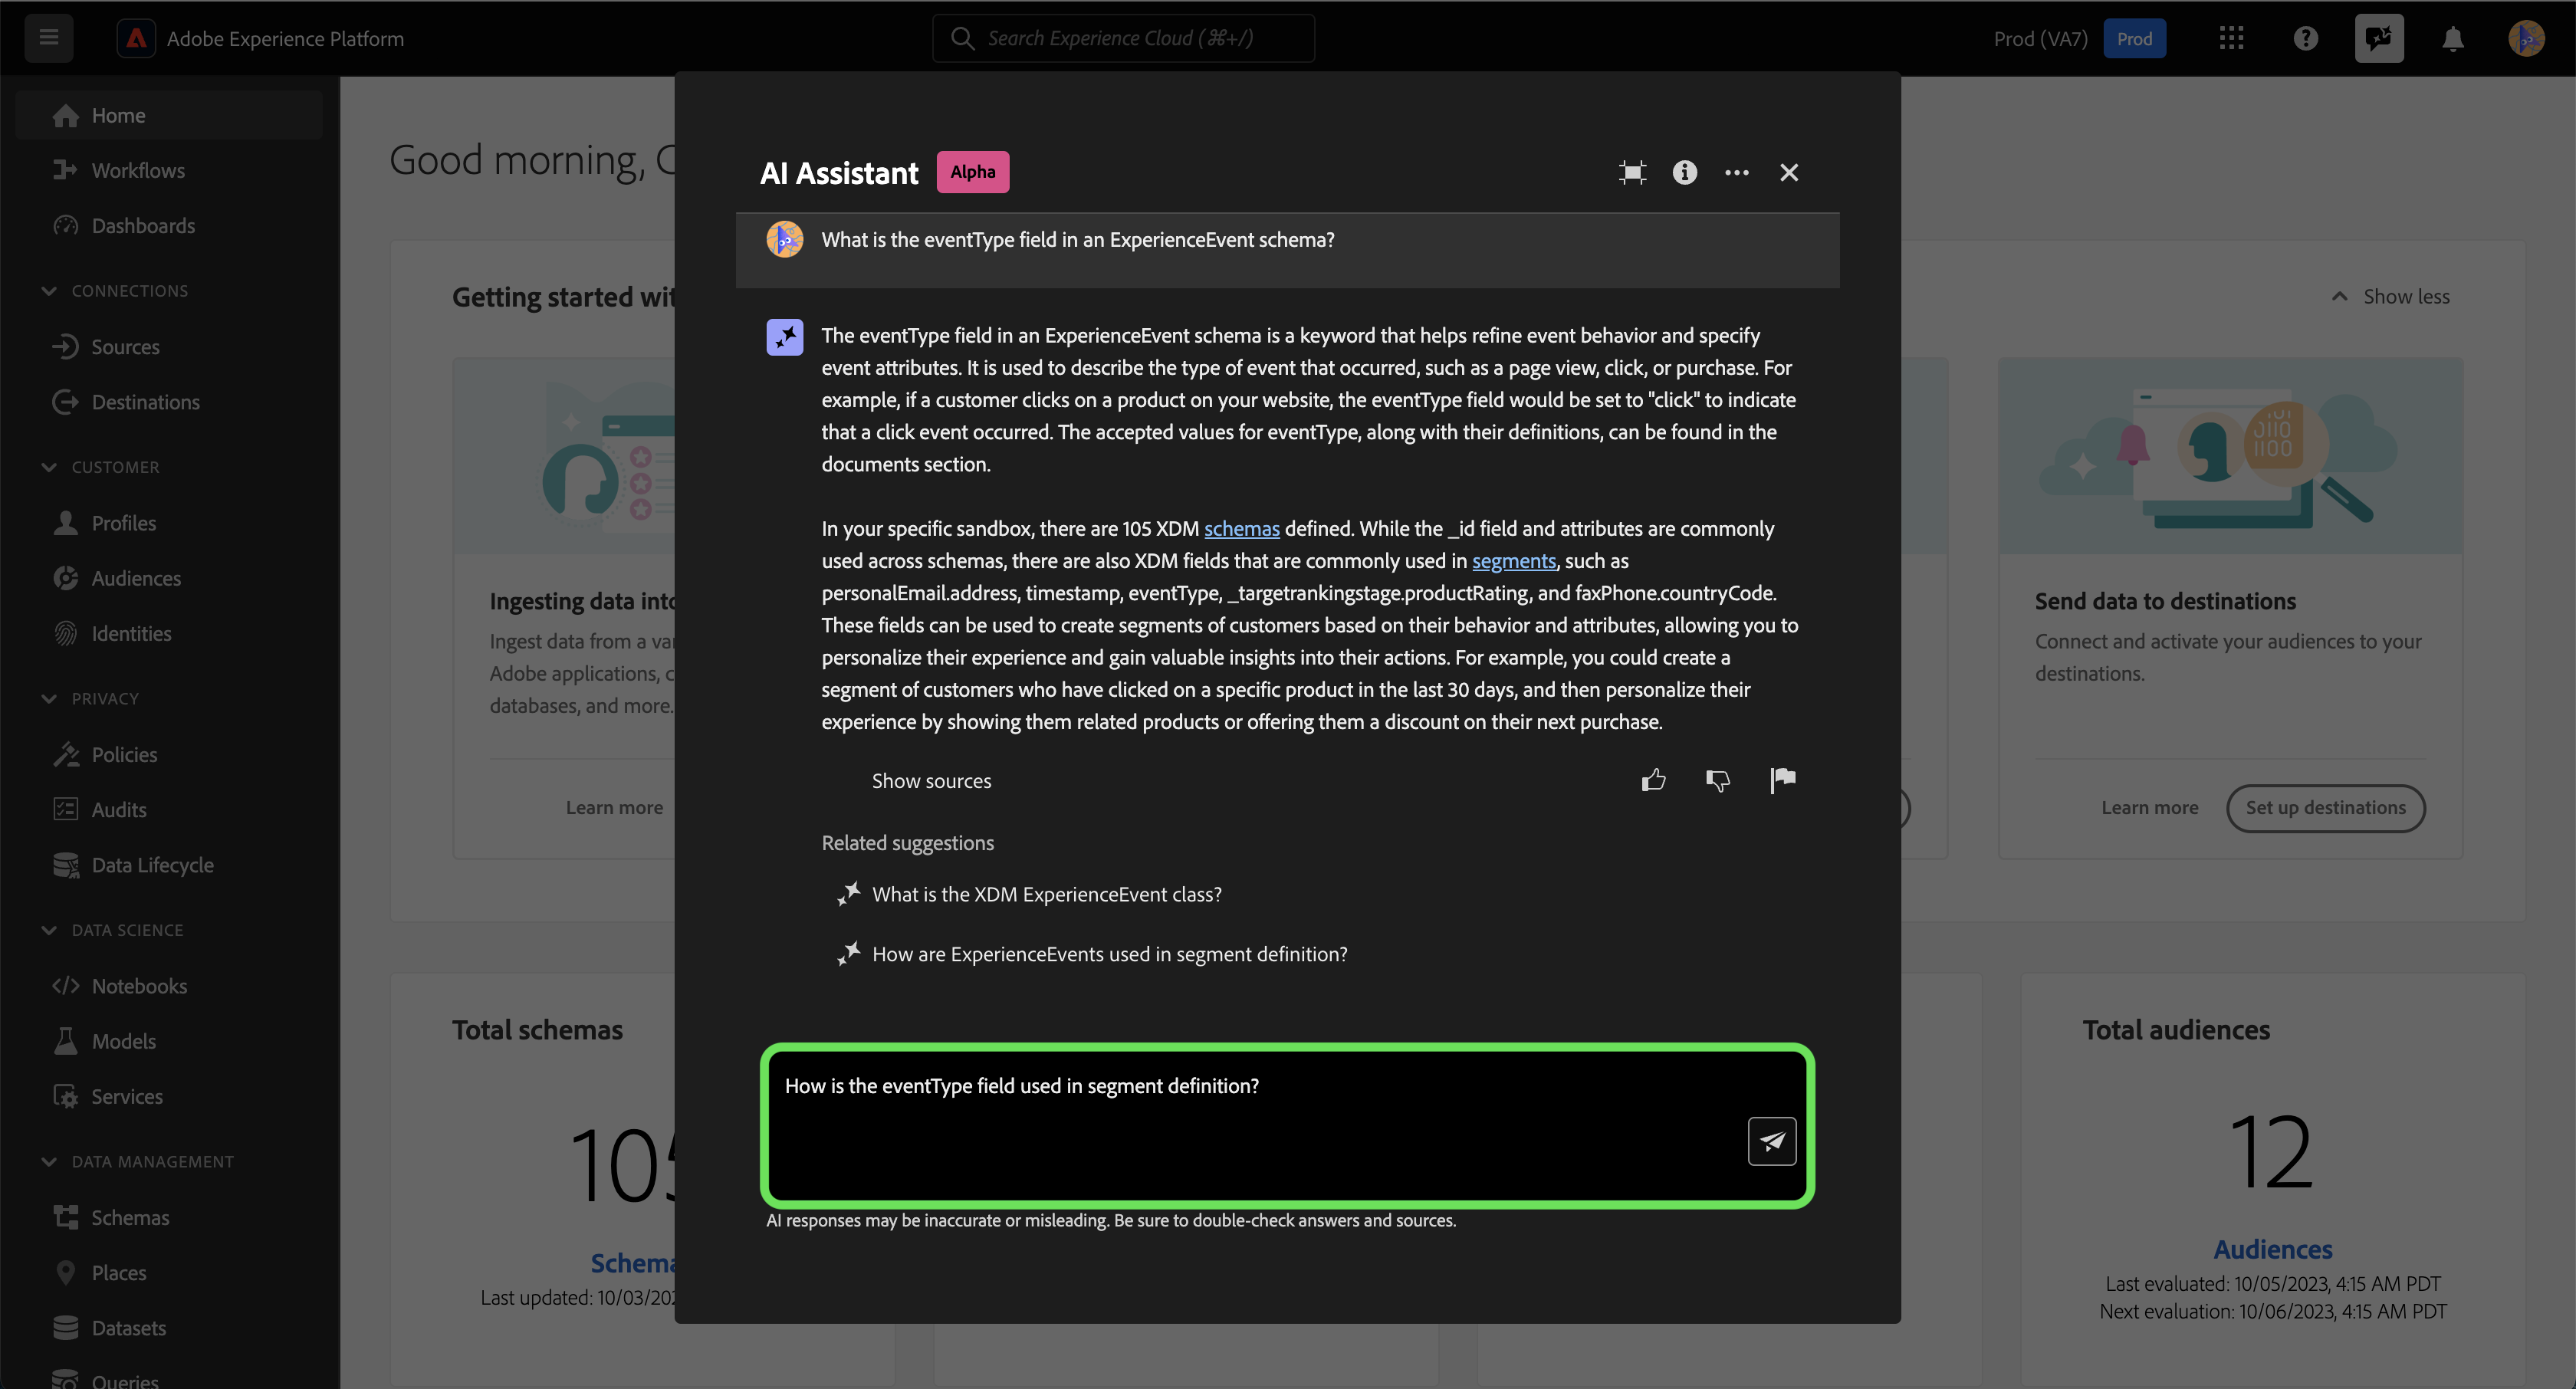 Adobe Experience Platform
Search Experience Cloud (⌘+/)
Prod (VA7)
Prod
Home
Workflows
Dashboards
CONNECTIONS
Sources
Destinations
CUSTOMER
Profiles
Audiences
Identities
PRIVACY
Policies
Audits
Data Lifecycle
DATA SCIENCE
Notebooks
Models
Services
DATA MANAGEMENT
Schemas
Places
Datasets
Queries
Good morning, C
Getting started wit
Show less
Ingesting data into
Ingest data from a va
Adobe applications, c
databases, and more.
Learn more
AI Assistant
Alpha
What is the eventType field in an ExperienceEvent schema?
The eventType field in an ExperienceEvent schema is a keyword that helps refine event behavior and specify
event attributes. It is used to describe the type of event that occurred, such as a page view, click, or purchase. For
example, if a customer clicks on a product on your website, the eventType field would be set to "click" to indicate
that a click event occurred. The accepted values for eventType, along with their definitions, can be found in the
documents section.
In your specific sandbox, there are 105 XDM schemas defined. While the _id field and attributes are commonly
used across schemas, there are also XDM fields that are commonly used in segments, such as
personalEmail.address, timestamp, eventType, _targetrankingstage.productRating, and faxPhone.countryCode.
These fields can be used to create segments of customers based on their behavior and attributes, allowing you to
personalize their experience and gain valuable insights into their actions. For example, you could create a
segment of customers who have clicked on a specific product in the last 30 days, and then personalize their
experience by showing them related products or offering them a discount on their next purchase.
Show sources
Related suggestions
What is the XDM ExperienceEvent class?
How are ExperienceEvents used in segment definition?
How is the eventType field used in segment definition?
AI responses may be inaccurate or misleading. Be sure to double-check answers and sources.
Send data to destinations
Connect and activate your audiences to your
destinations.
Learn more
Set up destinations
Total schemas
105
Schema
Last updated: 10/03/202
Total audiences
12
Audiences
Last evaluated: 10/05/2023, 4:15 AM PDT
Next evaluation: 10/06/2023, 4:15 AM PDT